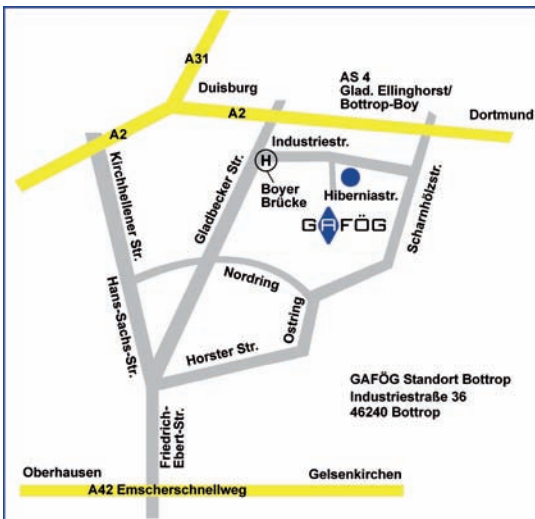 A31
Duisburg
AS 4
Glad. Ellinghorst/
Bottrop-Boy
Dortmund
A2
A2
Industriestr.
H
Boyer
Brücke
Hiberniastr.
GAFÖG
Kirchhellener Str.
Gladbecker Str.
Scharnhölzstr.
Nordring
Hans-Sachs-Str.
Ostring
Horster Str.
GAFÖG Standort Bottrop
Industriestraße 36
46240 Bottrop
Friedrich-
Ebert-Str.
Oberhausen
Gelsenkirchen
A42 Emscherschnellweg